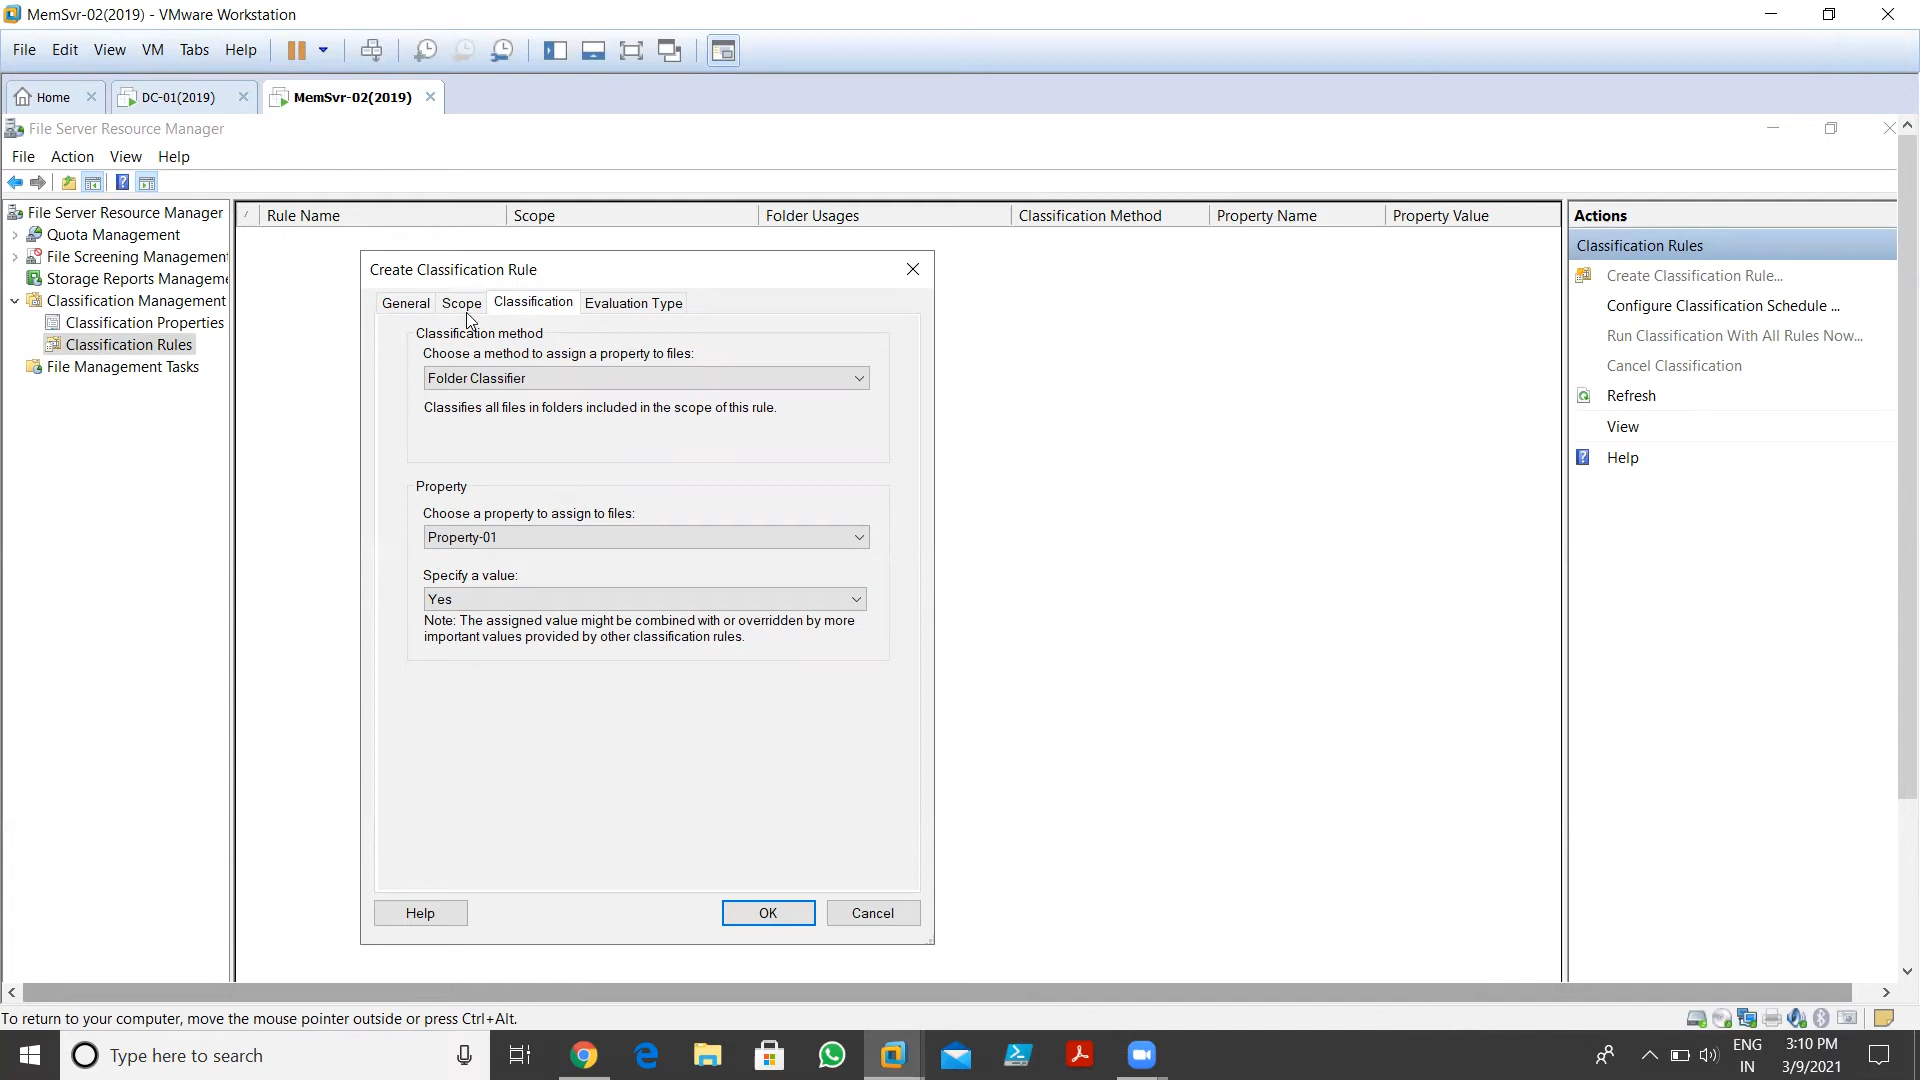 MemSvr-02(2019) - VMware Workstation
File Edit View VM Tabs Help
Home DC-01(2019) MemSvr-02(2019)
File Server Resource Manager
File Action View Help
File Server Resource Manager
Quota Management
File Screening Management
Storage Reports Manageme
Classification Management
Classification Properties
Classification Rules
File Management Tasks
Rule Name Scope Folder Usages Classification Method Property Name Property Value
Create Classification Rule
General Scope Classification Evaluation Type
Classification method
Choose a method to assign a property to files:
Folder Classifier
Classifies all files in folders included in the scope of this rule.
Property
Choose a property to assign to files:
Property-01
Specify a value:
Yes
Note: The assigned value might be combined with or overridden by more
important values provided by other classification rules.
Help OK Cancel
Actions
Classification Rules
Create Classification Rule...
Configure Classification Schedule ...
Run Classification With All Rules Now...
Cancel Classification
Refresh
View
Help
To return to your computer, move the mouse pointer outside or press Ctrl+Alt.
Type here to search
ENG
IN
3:10 PM
3/9/2021